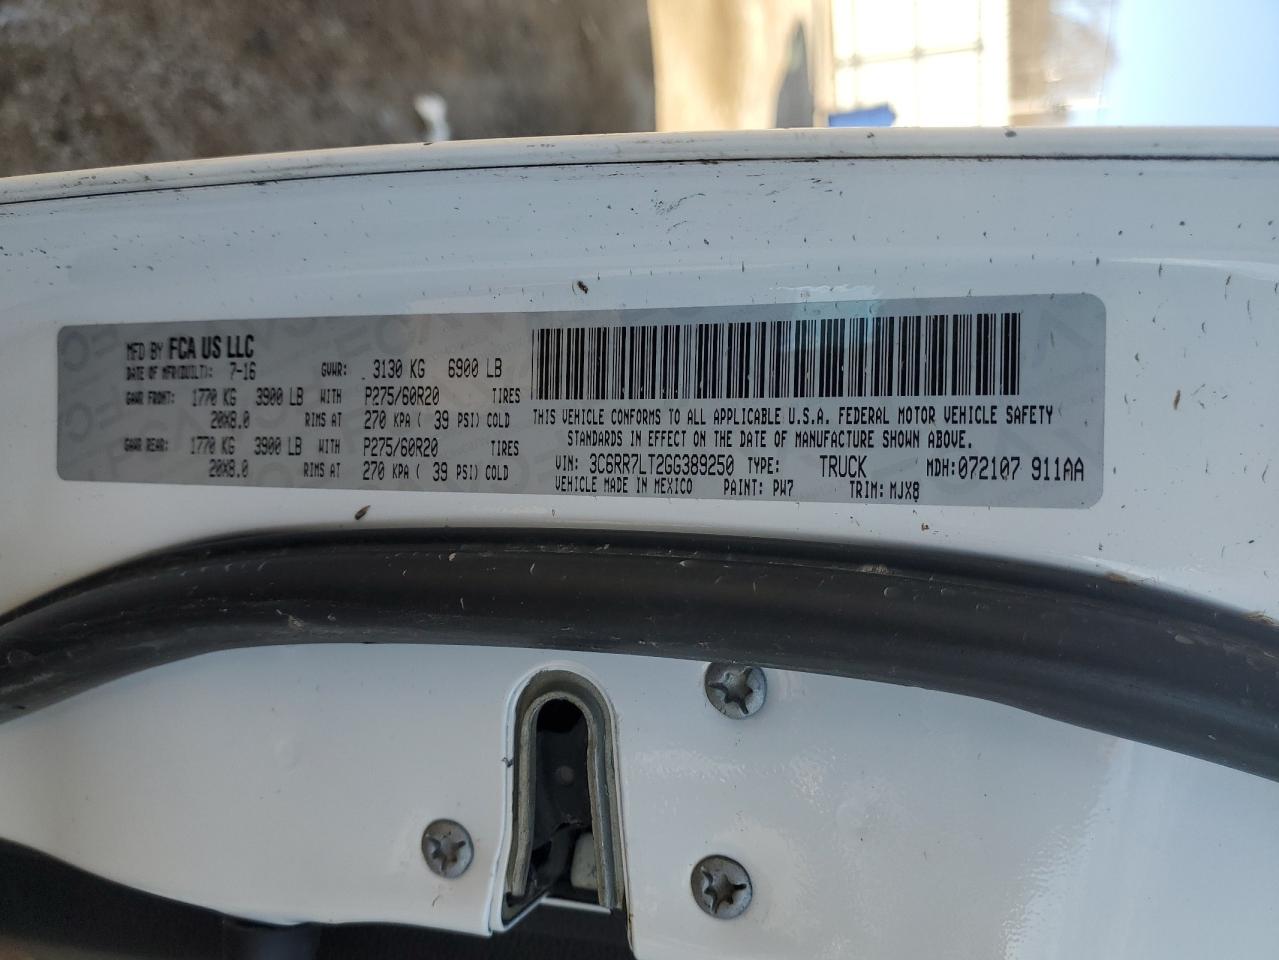 MFD BY FCA US LLC
DATE OF MFR(BUILT): 7-16 GVWR: 3130 KG 6900 LB
GAWR FRONT: 1770 KG 3900 LB WITH P275/60R20 TIRES
20X8.0 RIMS AT 270 KPA ( 39 PSI) COLD
GAWR REAR: 1770 KG 3900 LB WITH P275/60R20 TIRES
20X8.0 RIMS AT 270 KPA ( 39 PSI) COLD
THIS VEHICLE CONFORMS TO ALL APPLICABLE U.S.A. FEDERAL MOTOR VEHICLE SAFETY
STANDARDS IN EFFECT ON THE DATE OF MANUFACTURE SHOWN ABOVE.
VIN: 3C6RR7LT2GG389250 TYPE: TRUCK MDH: 072107 911AA
VEHICLE MADE IN MEXICO PAINT: PW7 TRIM: MJX8